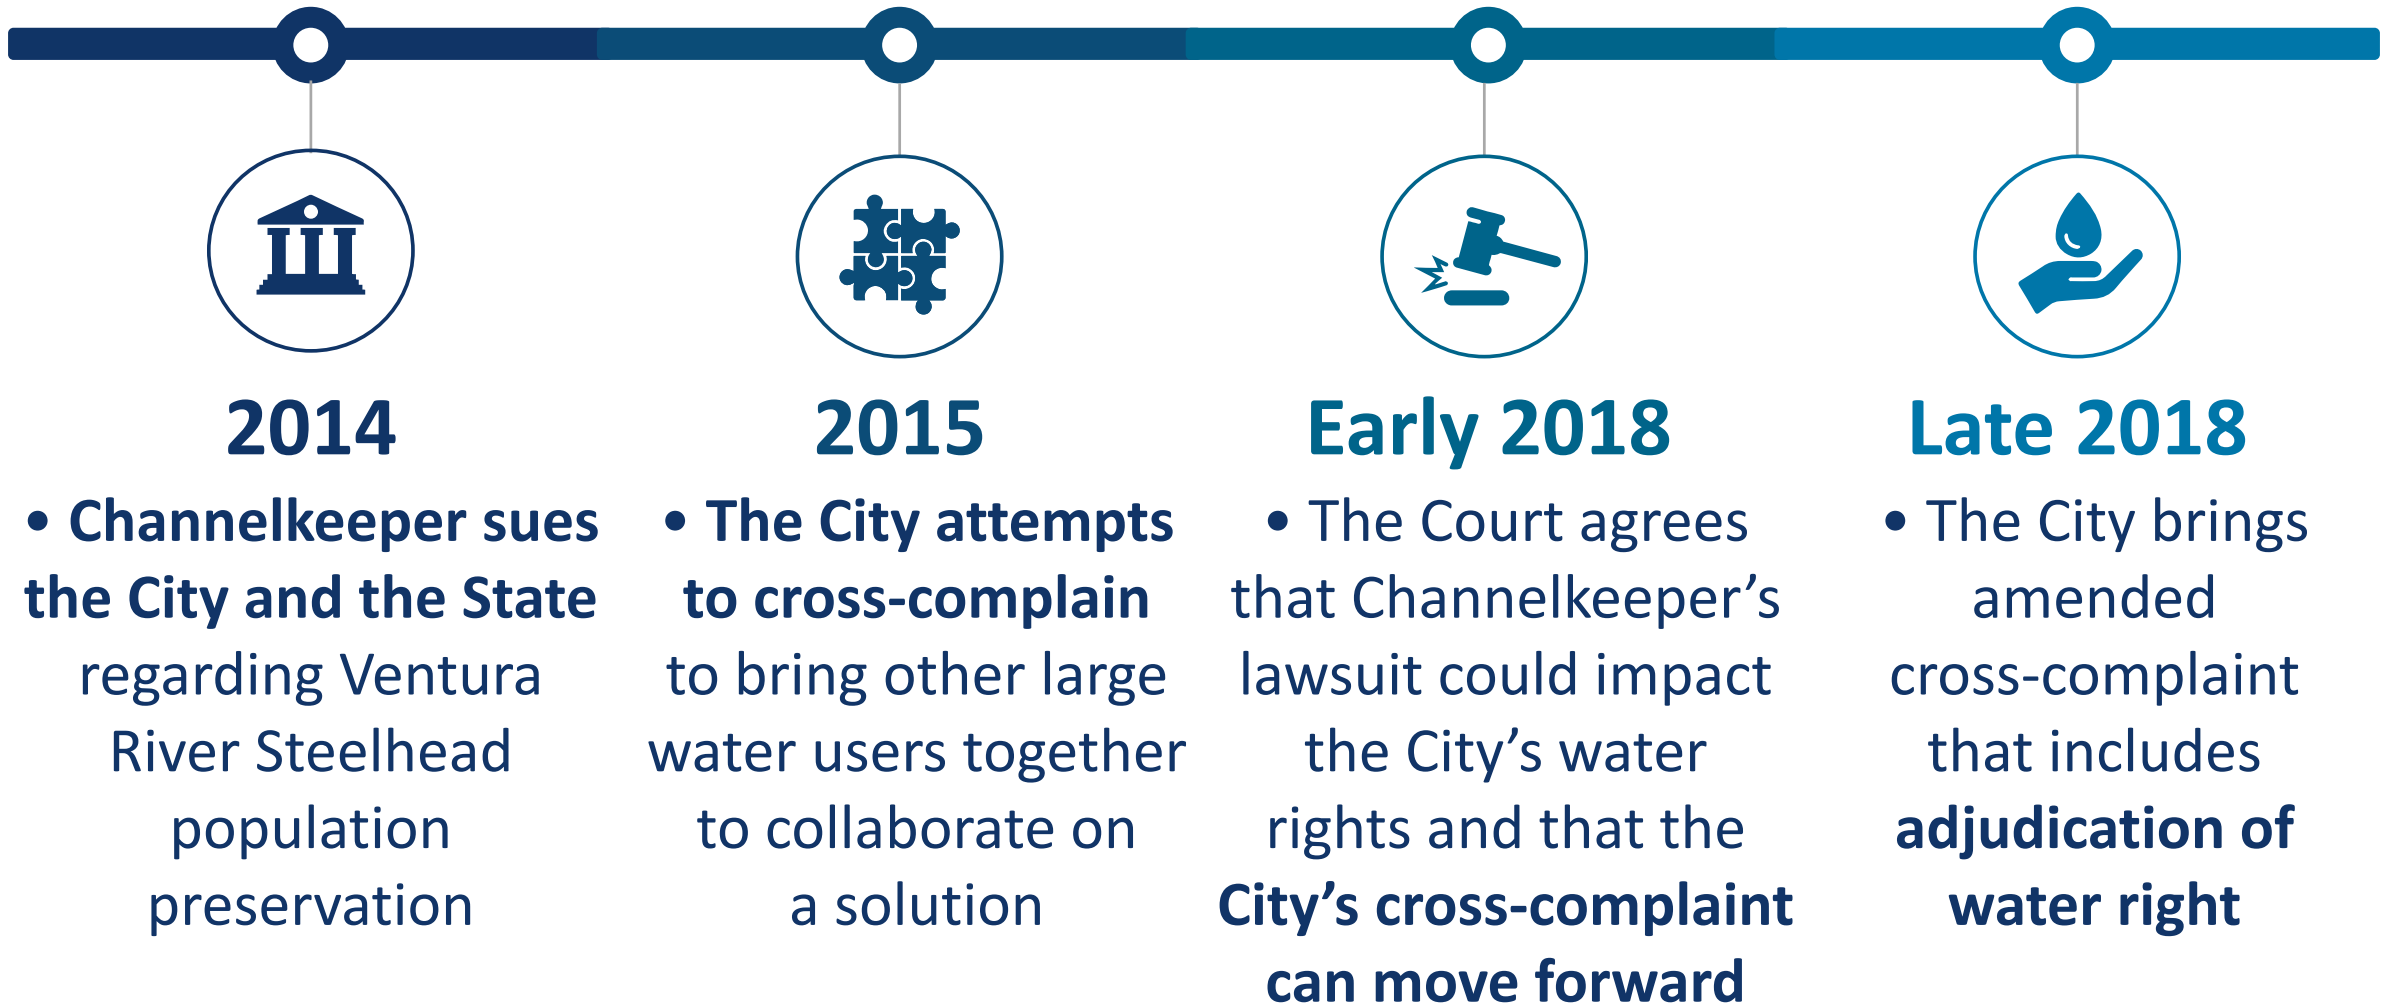 2014
• Channelkeeper sues
the City and the State
regarding Ventura
River Steelhead
population
preservation
2015
• The City attempts
to cross-complain
to bring other large
water users together
to collaborate on
a solution
Early 2018
• The Court agrees
that Channelkeeper’s
lawsuit could impact
the City’s water
rights and that the
City’s cross-complaint
can move forward
Late 2018
• The City brings
amended
cross-complaint
that includes
adjudication of
water right